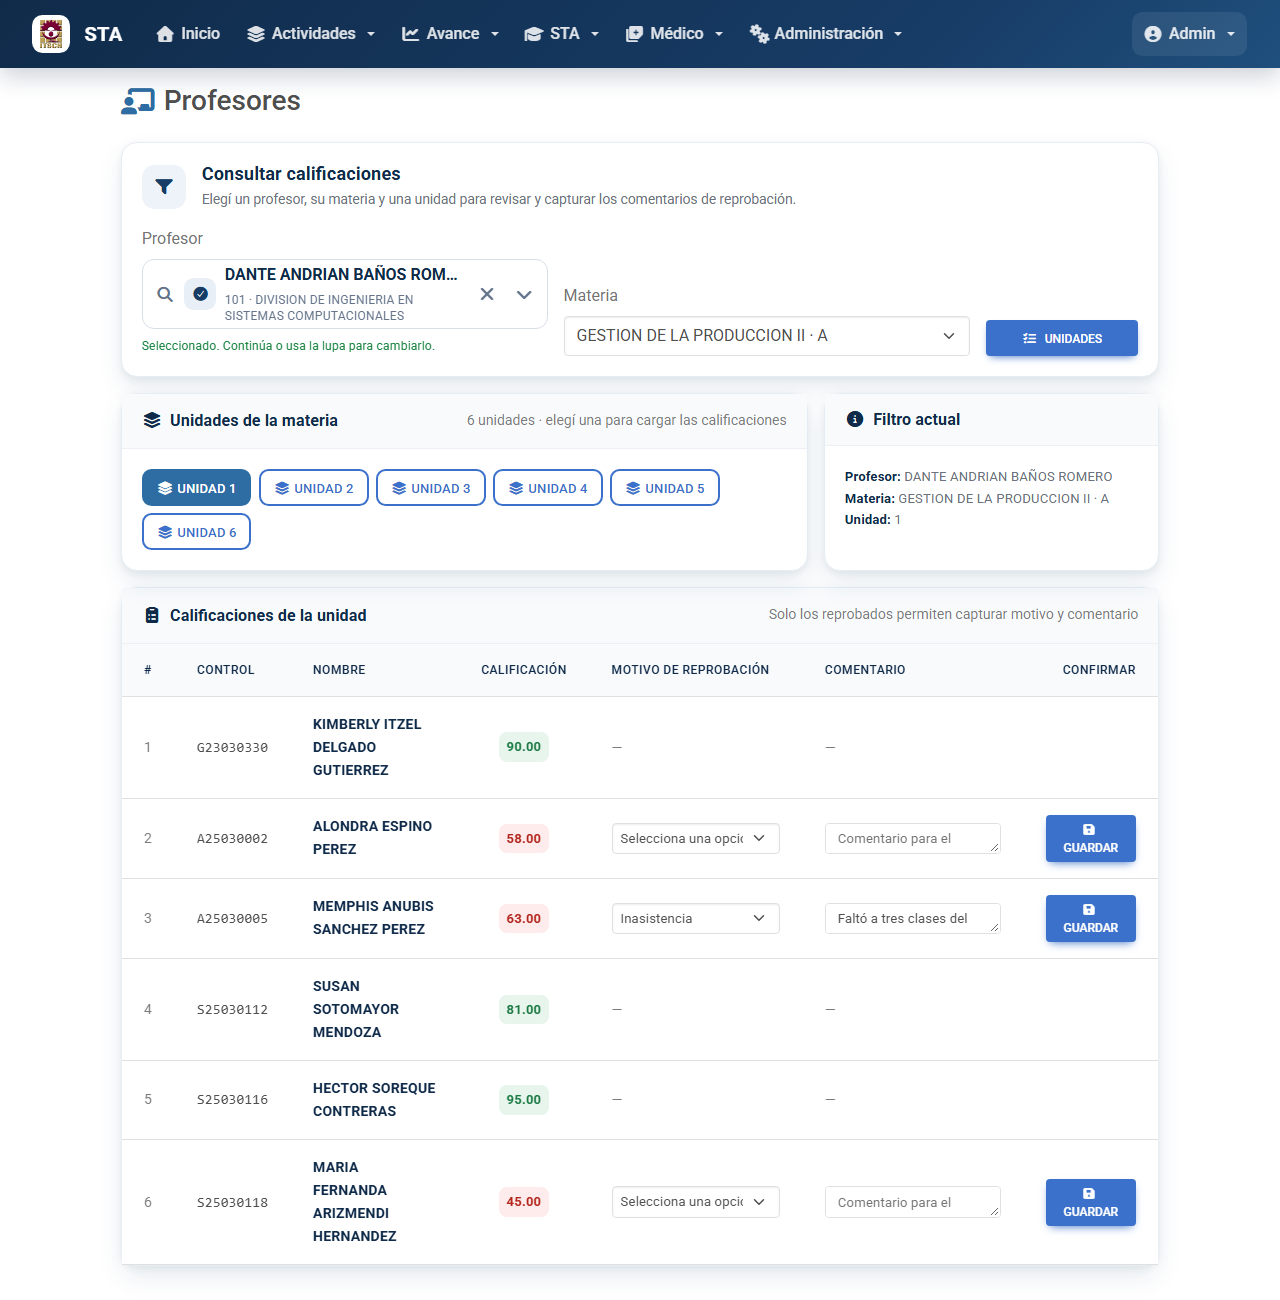 STA
Inicio
Actividades
Avance
STA
Médico
Administración
Admin
Profesores
Consultar calificaciones
Elegí un profesor, su materia y una unidad para revisar y capturar los comentarios de reprobación.
Profesor
DANTE ANDRIAN BAÑOS ROM...
101 · DIVISION DE INGENIERIA EN
SISTEMAS COMPUTACIONALES
Seleccionado. Continúa o usa la lupa para cambiarlo.
Materia
GESTION DE LA PRODUCCION II · A
UNIDADES
Unidades de la materia
6 unidades · elegí una para cargar las calificaciones
UNIDAD 1
UNIDAD 2
UNIDAD 3
UNIDAD 4
UNIDAD 5
UNIDAD 6
Filtro actual
Profesor: DANTE ANDRIAN BAÑOS ROMERO
Materia: GESTION DE LA PRODUCCION II · A
Unidad: 1
Calificaciones de la unidad
Solo los reprobados permiten capturar motivo y comentario
# CONTROL NOMBRE CALIFICACIÓN MOTIVO DE REPROBACIÓN COMENTARIO CONFIRMAR
1 G23030330 KIMBERLY ITZEL
DELGADO
GUTIERREZ
90.00 — —
2 A25030002 ALONDRA ESPINO
PEREZ
58.00 Selecciona una opci Comentario para el GUARDAR
3 A25030005 MEMPHIS ANUBIS
SANCHEZ PEREZ
63.00 Inasistencia Faltó a tres clases del GUARDAR
4 S25030112 SUSAN
SOTOMAYOR
MENDOZA
81.00 — —
5 S25030116 HECTOR SOREQUE
CONTRERAS
95.00 — —
6 S25030118 MARIA
FERNANDA
ARIZMENDI
HERNANDEZ
45.00 Selecciona una opci Comentario para el GUARDAR